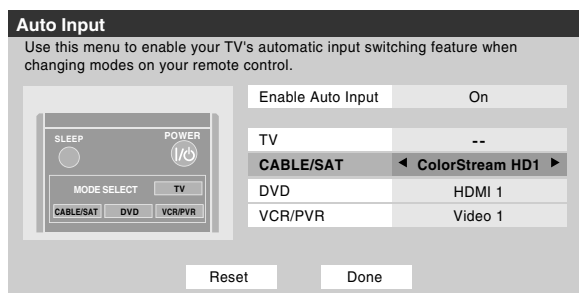 Auto Input
Use this menu to enable your TV's automatic input switching feature when
changing modes on your remote control.
SLEEP POWER
I/
MODE SELECT TV
CABLE/SAT DVD VCR/PVR
Enable Auto Input On
TV --
CABLE/SAT ◀ ColorStream HD1 ▶
DVD HDMI 1
VCR/PVR Video 1
Reset Done